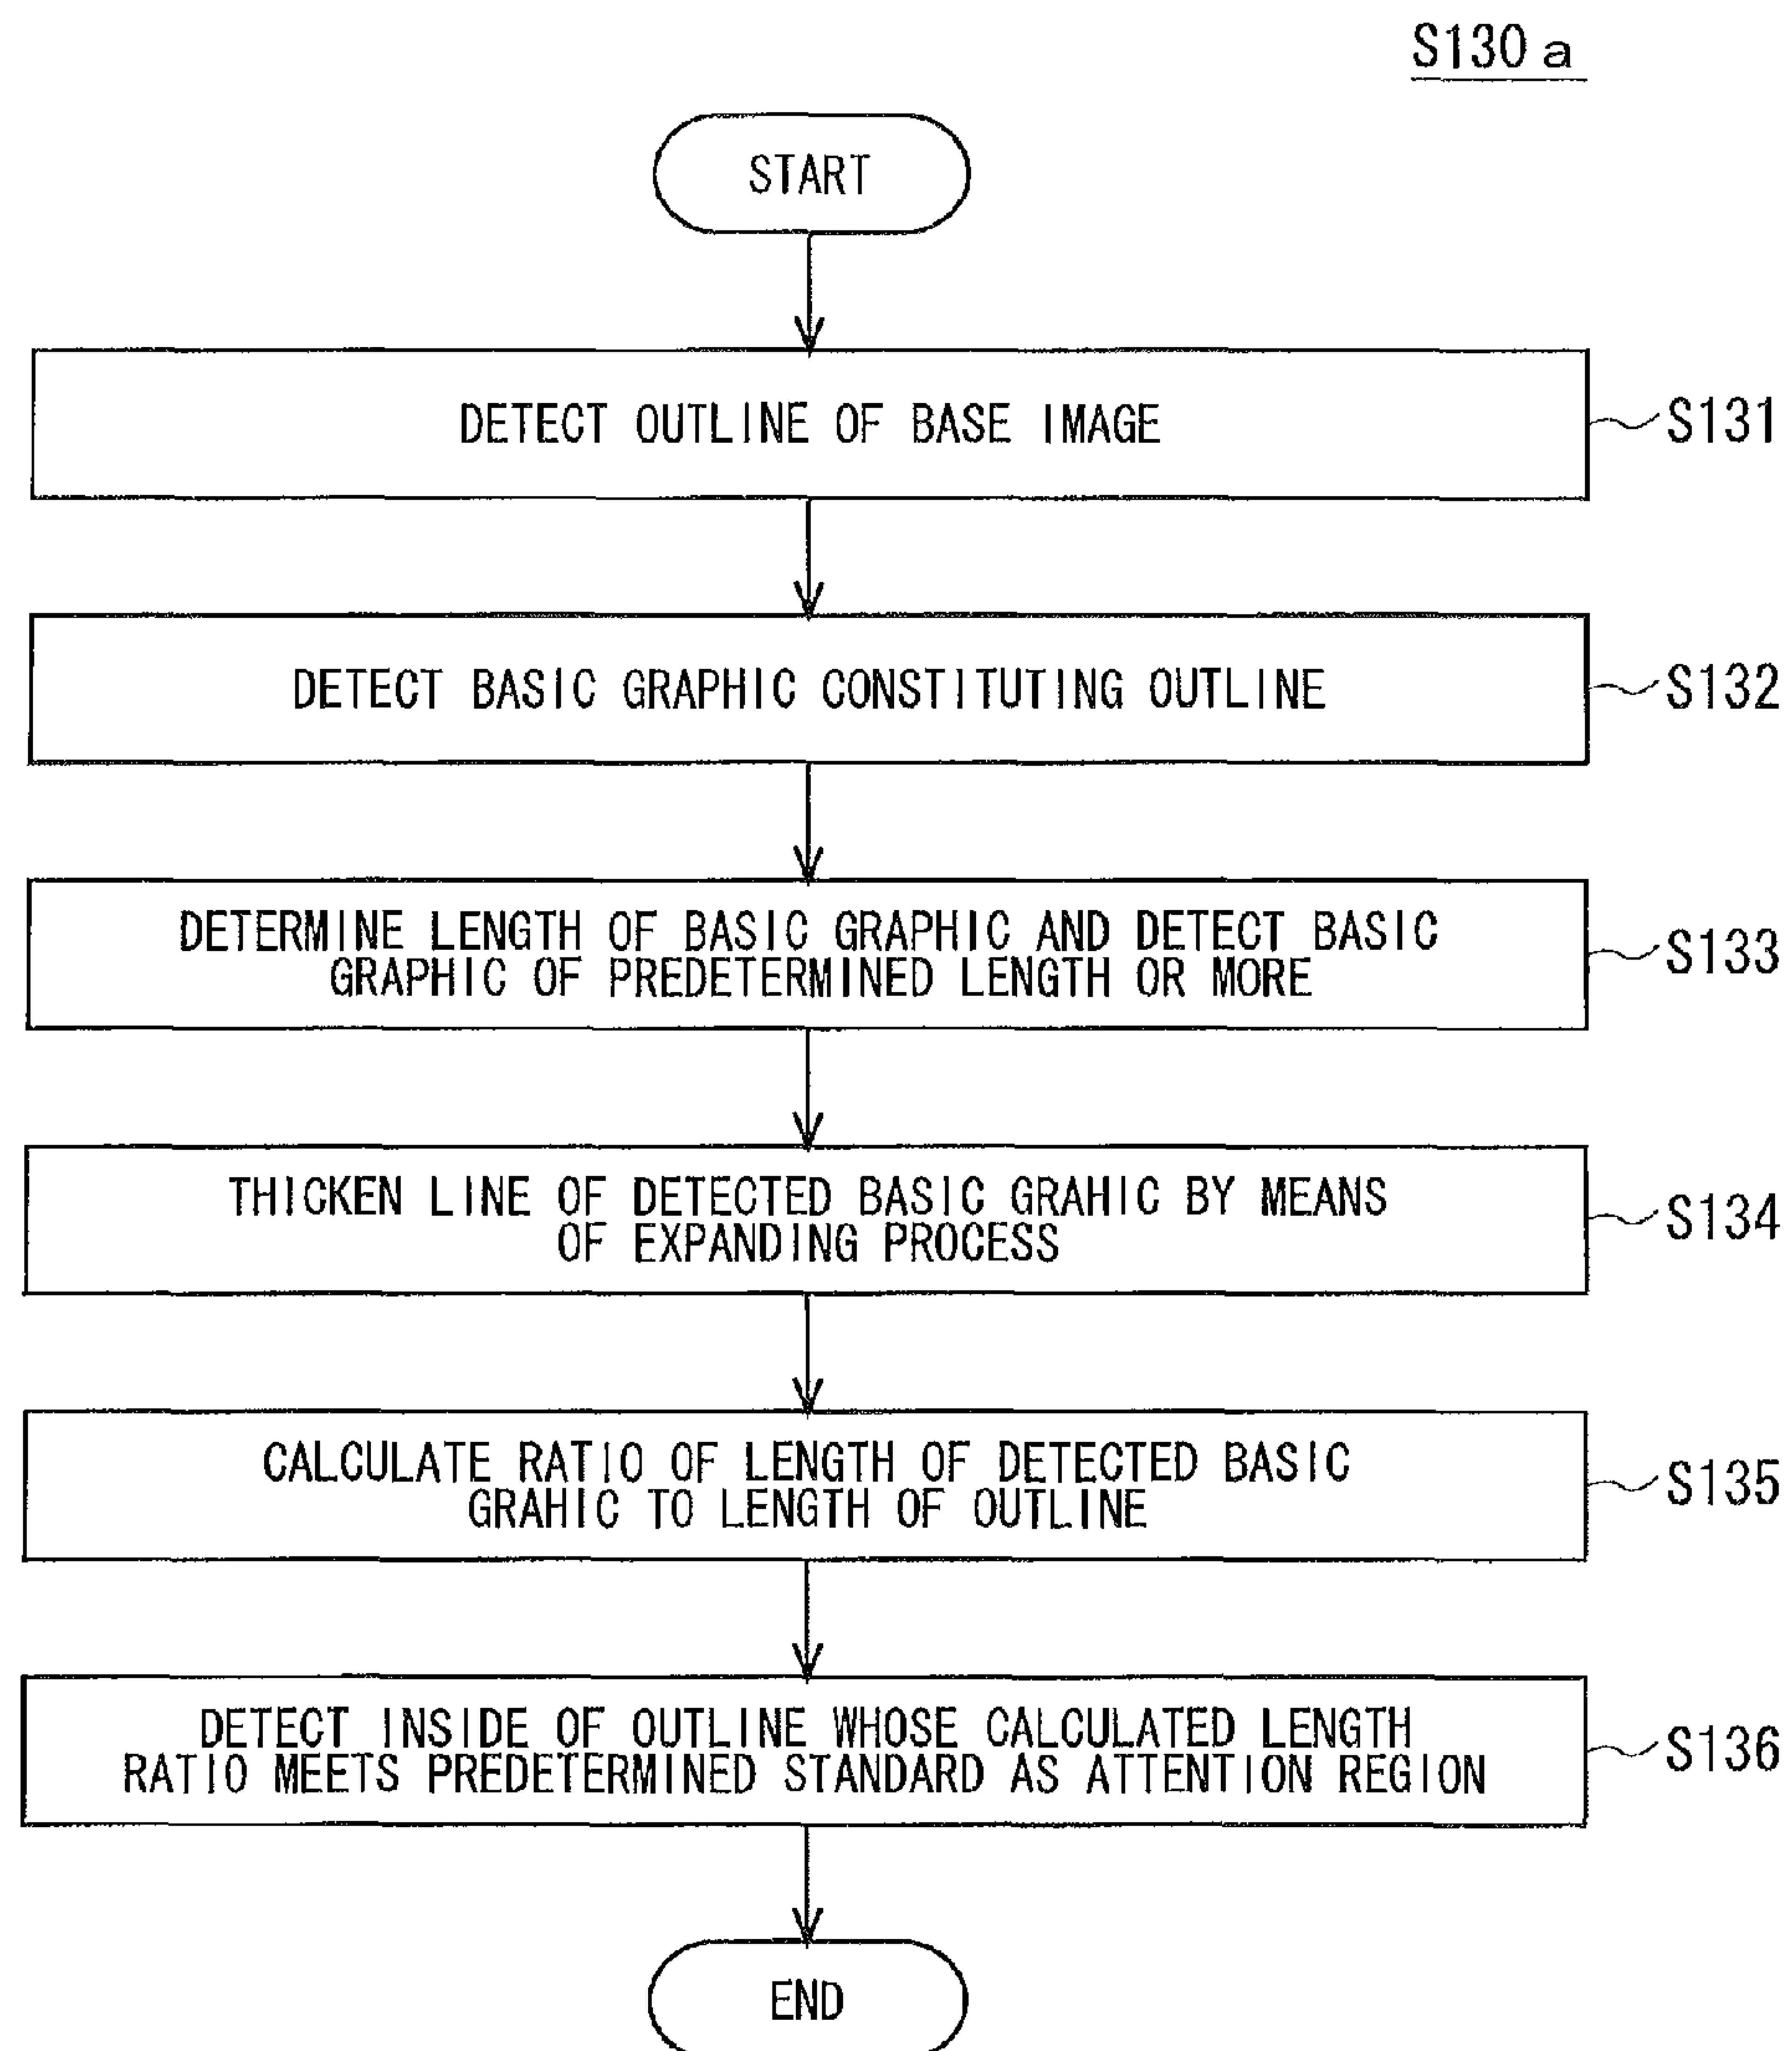 S130a
START
DETECT OUTLINE OF BASE IMAGE
S131
DETECT BASIC GRAPHIC CONSTITUTING OUTLINE
S132
DETERMINE LENGTH OF BASIC GRAPHIC AND DETECT BASIC
GRAPHIC OF PREDETERMINED LENGTH OR MORE
S133
THICKEN LINE OF DETECTED BASIC GRAHIC BY MEANS
OF EXPANDING PROCESS
S134
CALCULATE RATIO OF LENGTH OF DETECTED BASIC
GRAHIC TO LENGTH OF OUTLINE
S135
DETECT INSIDE OF OUTLINE WHOSE CALCULATED LENGTH
RATIO MEETS PREDETERMINED STANDARD AS ATTENTION REGION
S136
END